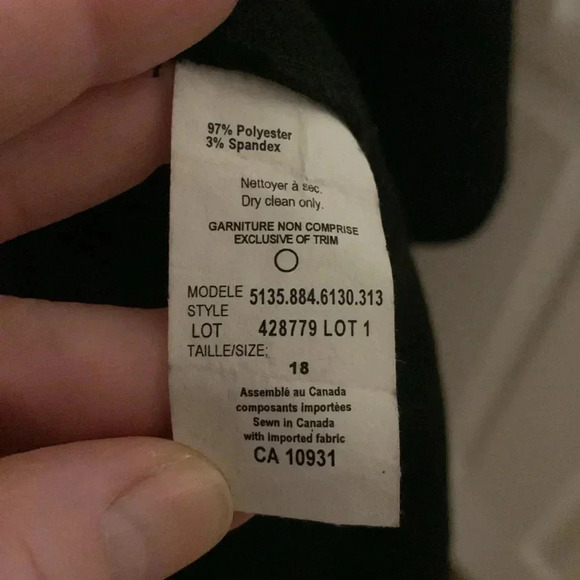 97% Polyester
3% Spandex
Nettoyer à sec.
Dry clean only.
GARNITURE NON COMPRISE
EXCLUSIVE OF TRIM
MODELE 5135.884.6130.313
STYLE
LOT 428779 LOT 1
TAILLE/SIZE:
18
Assemblé au Canada
composants importées
Sewn in Canada
with imported fabric
CA 10931